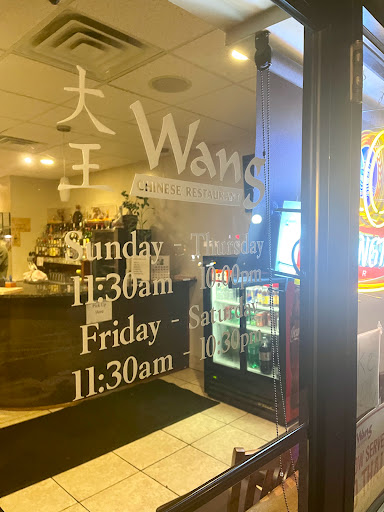 大王
Wans
CHINESE RESTAURANT
Sunday - Thursday
11:30am - 10:00pm
Friday - Saturday
11:30am - 10:30pm